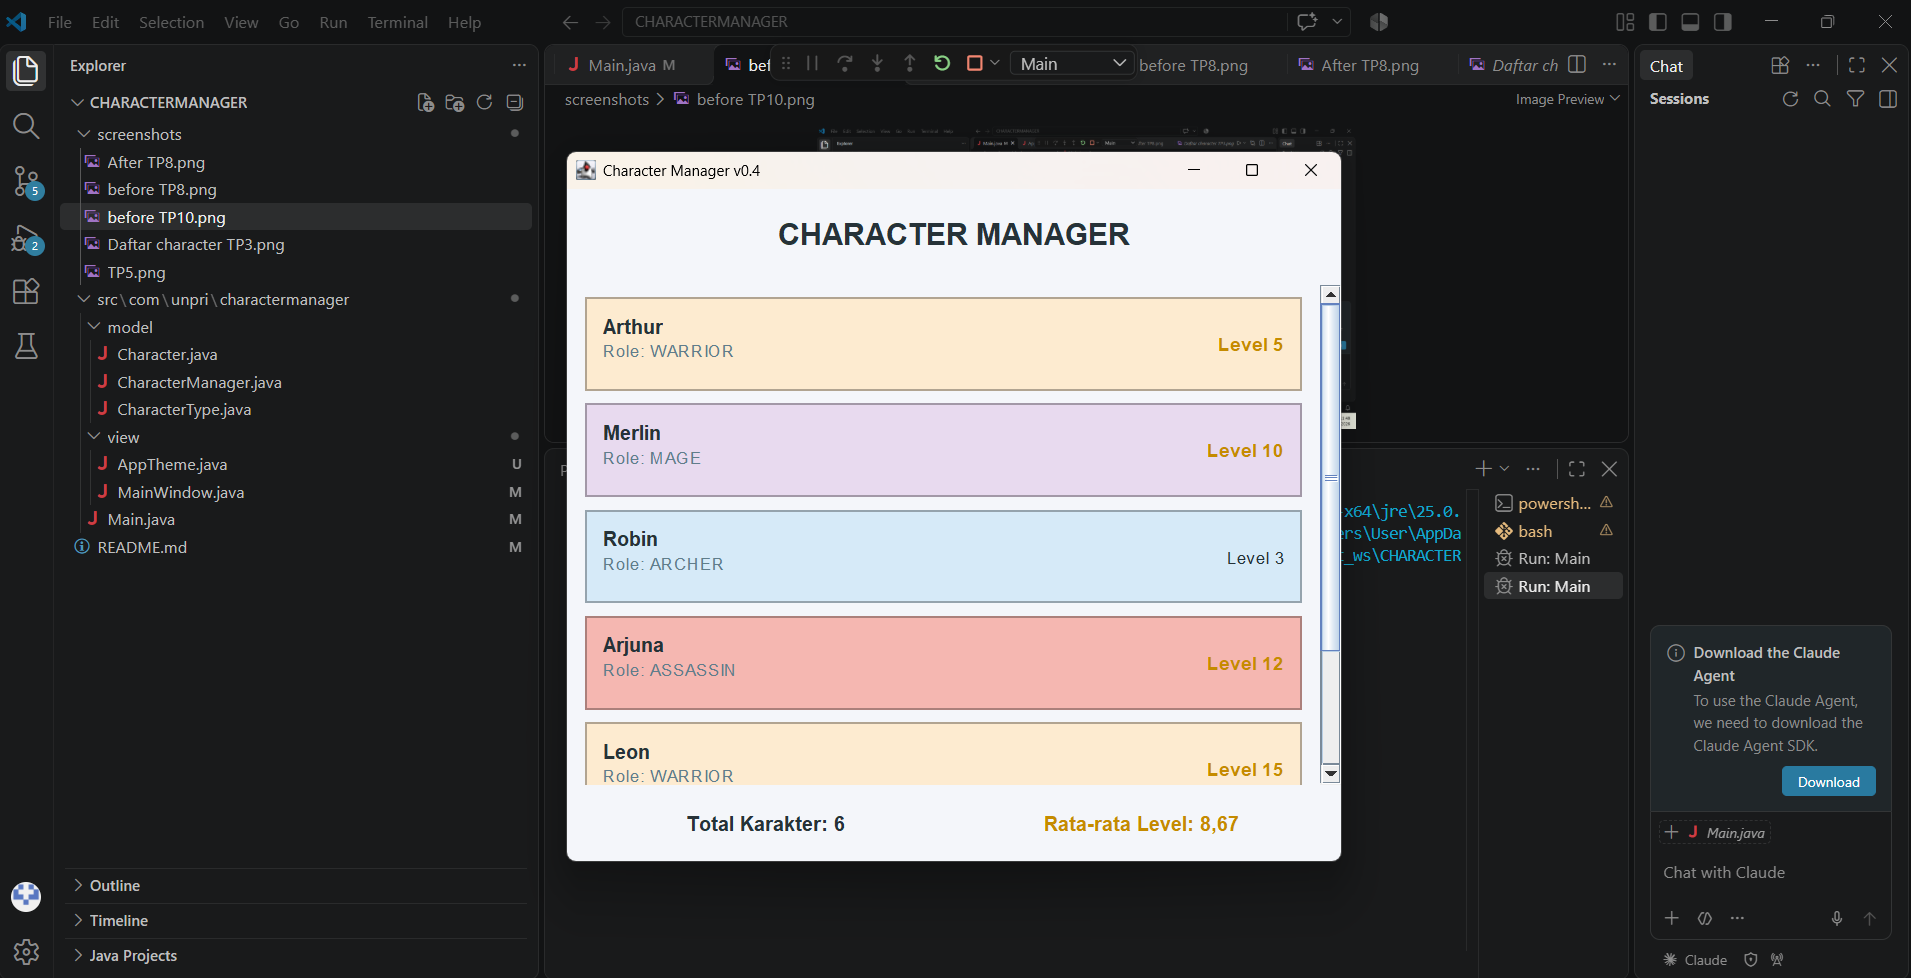 File Edit Selection View Go Run Terminal Help
CHARACTERMANAGER
Explorer
CHARACTERMANAGER
screenshots
After TP8.png
before TP8.png
before TP10.png
Daftar character TP3.png
TP5.png
src\com\unpri\charactermanager
model
Character.java
CharacterManager.java
CharacterType.java
view
AppTheme.java U
MainWindow.java M
Main.java M
README.md M
5
2
Outline
Timeline
Java Projects
Main.java M
bef
Main
before TP8.png
After TP8.png
Daftar ch
screenshots > before TP10.png
Image Preview
Character Manager v0.4
CHARACTER MANAGER
Arthur
Role: WARRIOR
Level 5
Merlin
Role: MAGE
Level 10
Robin
Role: ARCHER
Level 3
Arjuna
Role: ASSASSIN
Level 12
Leon
Role: WARRIOR
Level 15
Total Karakter: 6
Rata-rata Level: 8,67
x64\jre\25.0.
ers\User\AppDa
_ws\CHARACTER
powersh...
bash
Run: Main
Run: Main
Chat
Sessions
Download the Claude
Agent
To use the Claude Agent,
we need to download the
Claude Agent SDK.
Download
Main.java
Chat with Claude
Claude